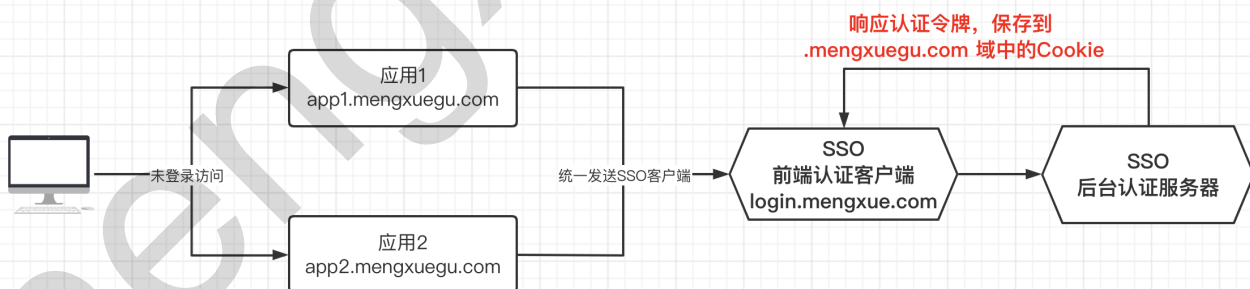 响应认证令牌，保存到
.mengxuegu.com 域中的Cookie
应用1
app1.mengxuegu.com
未登录访问
统一发送SSO客户端
SSO
前端认证客户端
login.mengxue.com
SSO
后台认证服务器
应用2
app2.mengxuegu.com